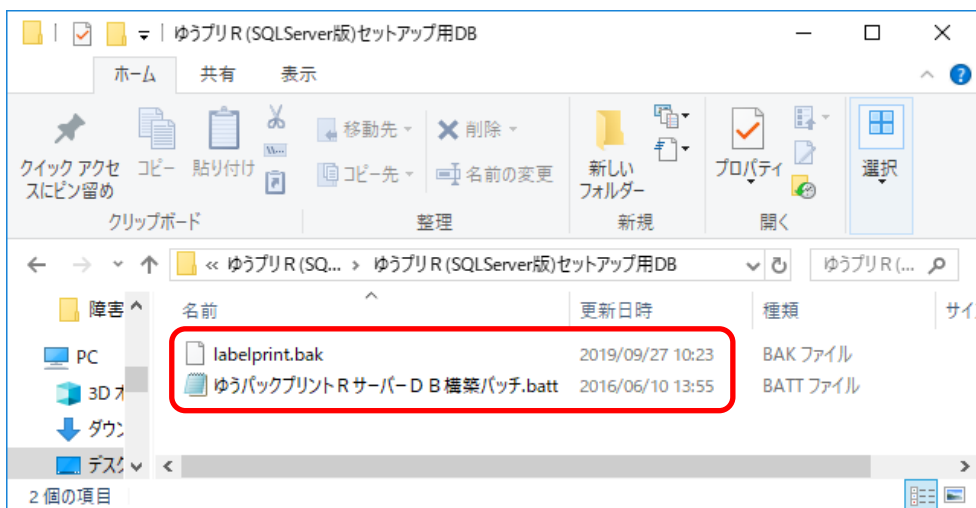 ゆうプリR(SQLServer版)セットアップ用DB
ホーム 共有 表示
クイック アクセスにピン留め
コピー
貼り付け
移動先
コピー先
削除
名前の変更
新しいフォルダー
プロパティ
選択
クリップボード 整理 新規 開く
« ゆうプリR(SQ... › ゆうプリR(SQLServer版)セットアップ用DB
ゆうプリR(...
障害
名前 更新日時 種類 サイ
PC
labelprint.bak 2019/09/27 10:23 BAK ファイル
3D オ
ゆうパックプリントRサーバーDB構築バッチ.batt 2016/06/10 13:55 BATT ファイル
ダウン
デスク
2 個の項目